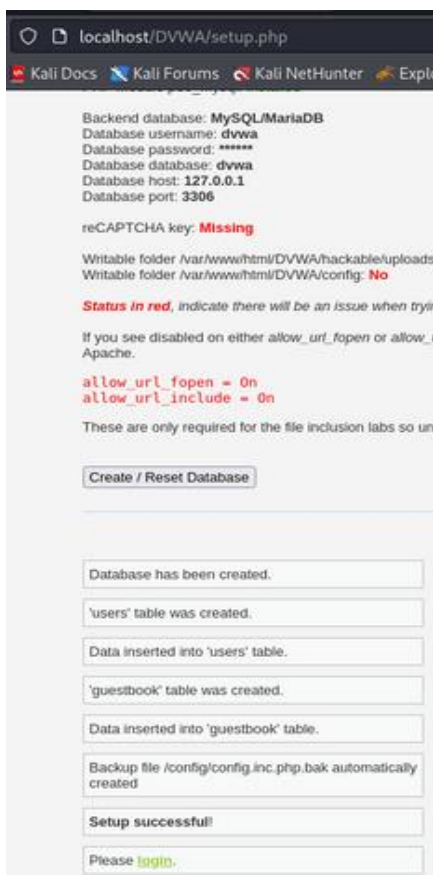 localhost/DVWA/setup.php
Kali Docs Kali Forums Kali NetHunter
Backend database: MySQL/MariaDB
Database username: dvwa
Database password: ******
Database database: dvwa
Database host: 127.0.0.1
Database port: 3306
reCAPTCHA key: Missing
Writable folder /var/www/html/DVWA/hackable/uploads
Writable folder /var/www/html/DVWA/config: No
Status in red, indicate there will be an issue when
If you see disabled on either allow_url_fopen or
Apache.
allow_url_fopen = On
allow_url_include = On
These are only required for the file inclusion labs so
Create / Reset Database
Database has been created.
'users' table was created.
Data inserted into 'users' table.
'guestbook' table was created.
Data inserted into 'guestbook' table.
Backup file /config/config.inc.php.bak automatically
created
Setup successful!
Please login.